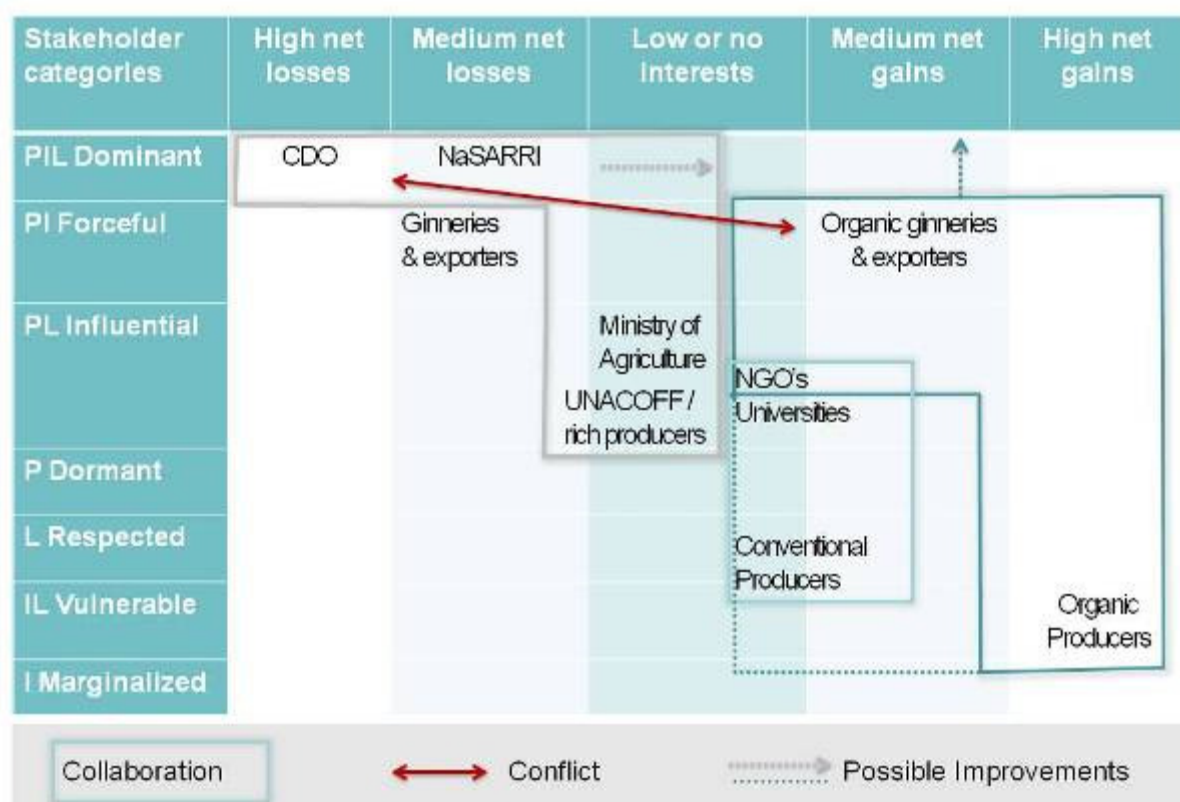 Stakeholder categories
High net losses
Medium net losses
Low or no interests
Medium net gains
High net gains
PIL Dominant
CDO
NaSARRI
PI Forceful
Ginneries
& exporters
Organic ginneries
& exporters
PL Influential
Ministry of
Agriculture
UNACOFF /
rich producers
NGO's
Universities
P Dormant
L Respected
Conventional
Producers
IL Vulnerable
Organic
Producers
I Marginalized
Collaboration
Conflict
Possible Improvements